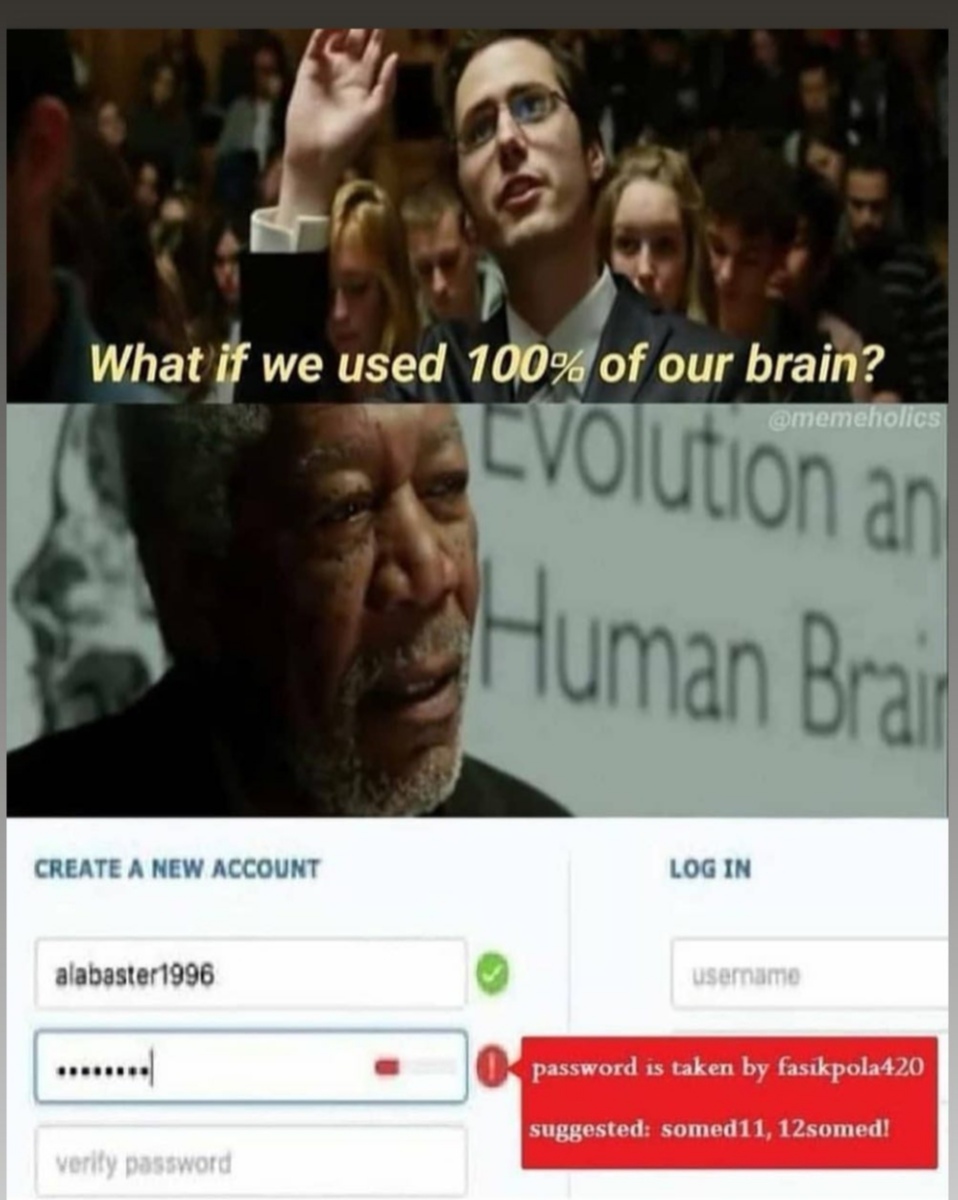 What if we used 100% of our brain?
@memeholics
Evolution an
Human Brain
CREATE A NEW ACCOUNT
LOG IN
alabaster1996
username
password is taken by fasikpola420
suggested: somed11, 12somed!
verify password